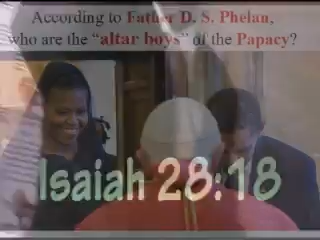 According to Father D. S. Phelan,
who are the "altar boys" of the Papacy?
Isaiah 28:18